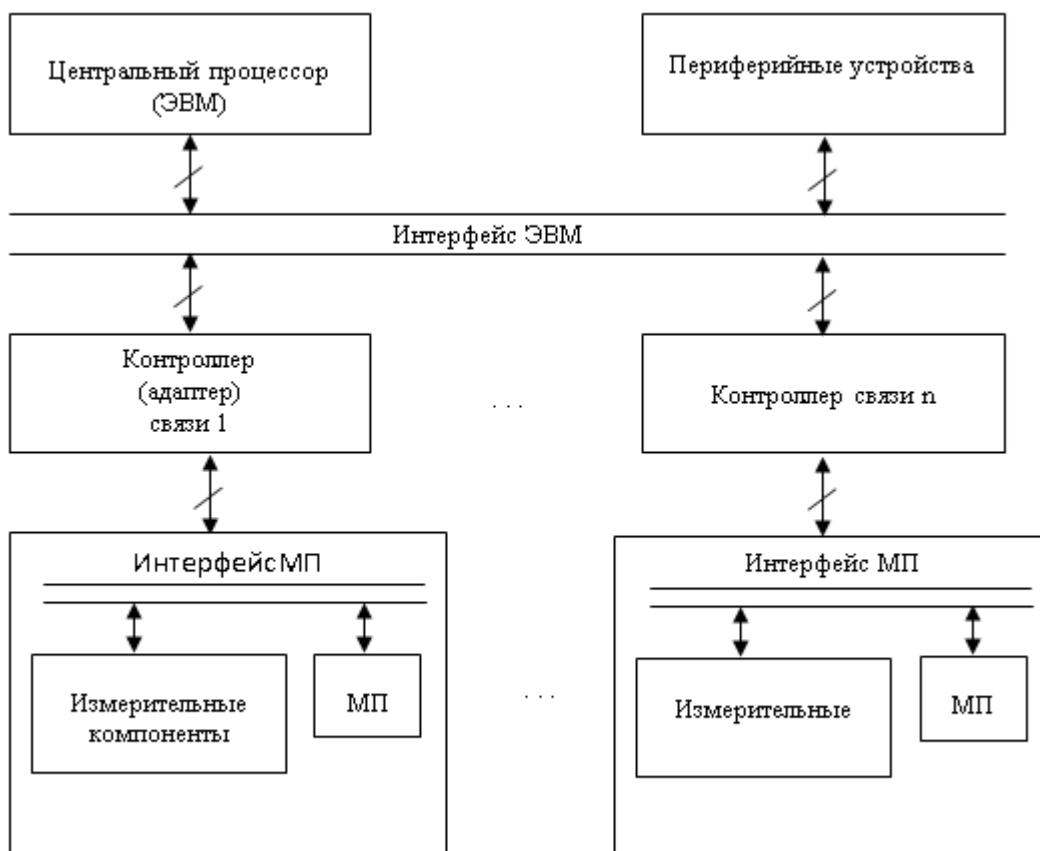 Центральный процессор
(ЭВМ)
Периферийные устройства
Интерфейс ЭВМ
Контроллер
(адаптер)
связи 1
. . .
Контроллер связи n
Интерфейс МП
Интерфейс МП
Измерительные
компоненты
МП
. . .
Измерительные
МП